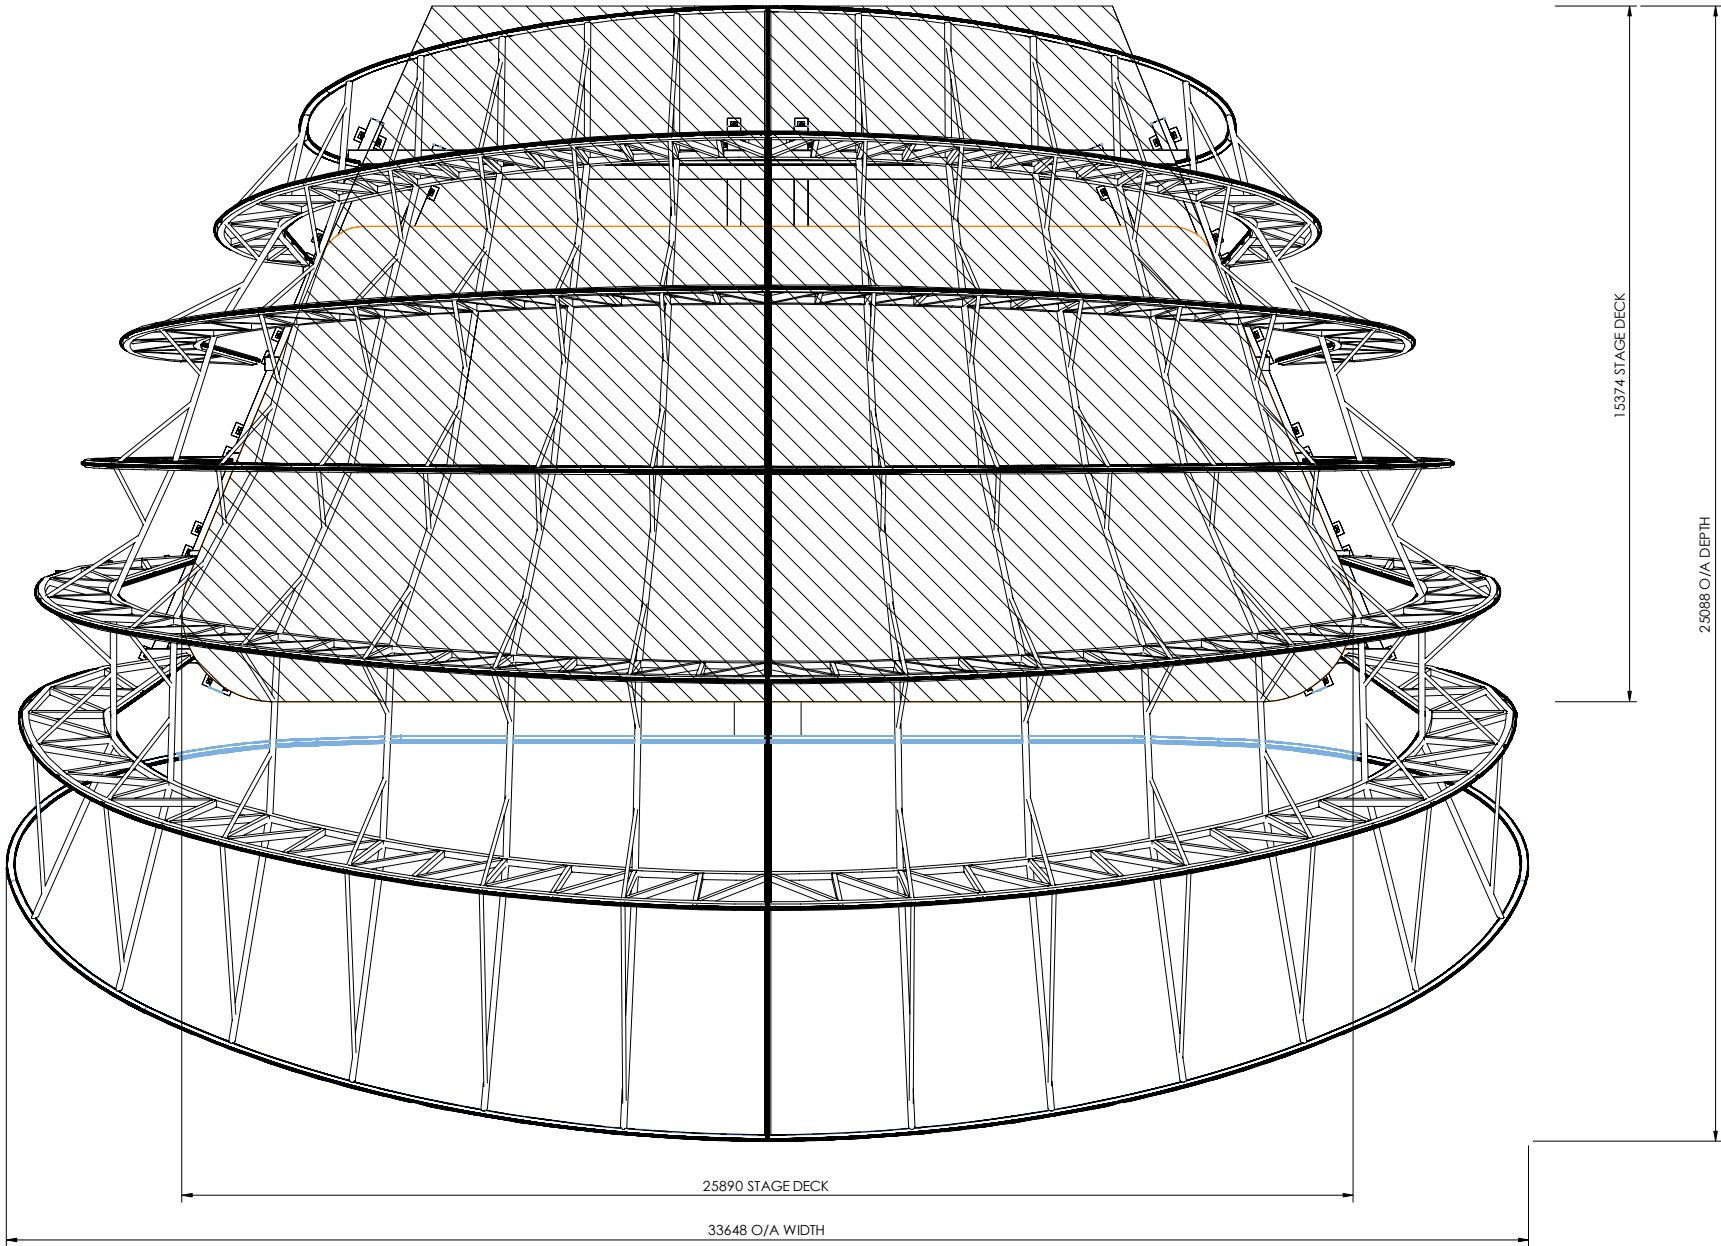 15374 STAGE DECK
25088 O/A DEPTH
25890 STAGE DECK
33648 O/A WIDTH